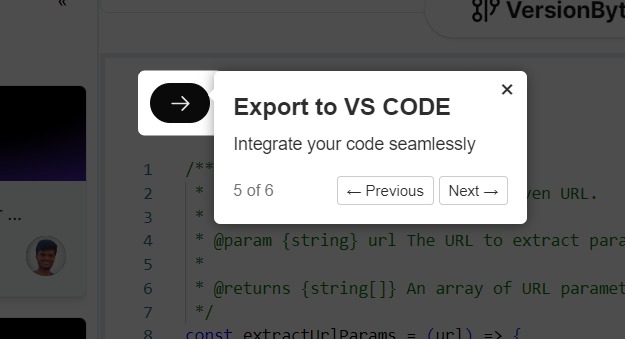 «
VersionByt
Export to VS CODE
×
Integrate your code seamlessly
5 of 6
← Previous
Next →
...
1 /**
2 * ven URL.
3 *
4 * @param {string} url The URL to extract para
5 *
6 * @returns {string[]} An array of URL paramet
7 */
8 const extractUrlParams = (url) => {